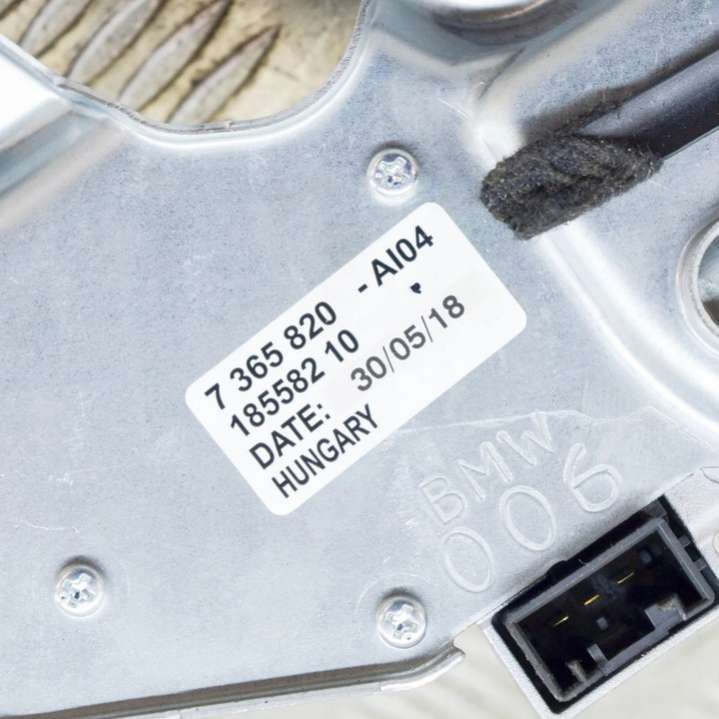 7 365 820 - AI04
185582 10
DATE: 30/05/18
HUNGARY
BMW
006